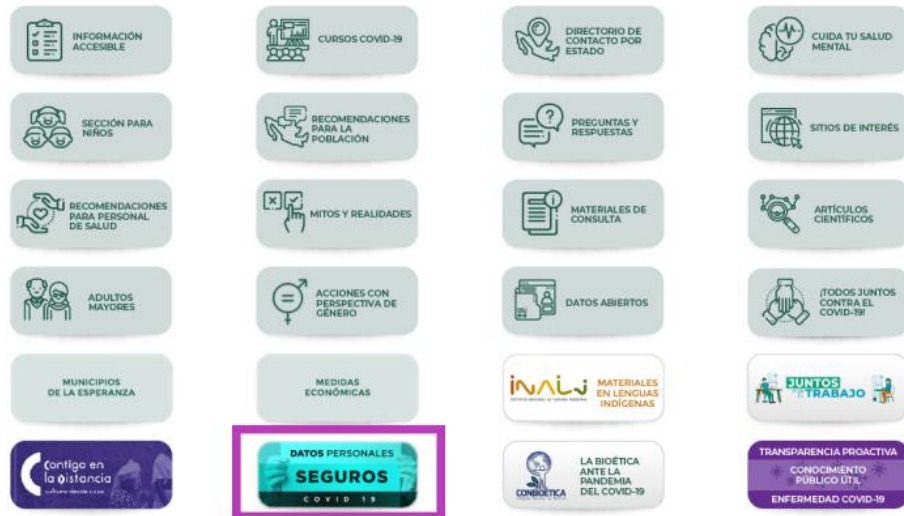 INFORMACIÓN
ACCESIBLE
CURSOS COVID-19
DIRECTORIO DE
CONTACTO POR
ESTADO
CUIDA TU SALUD
MENTAL
SECCIÓN PARA
NIÑOS
RECOMENDACIONES
PARA LA
POBLACIÓN
PREGUNTAS Y
RESPUESTAS
SITIOS DE INTERÉS
RECOMENDACIONES
PARA PERSONAL
DE SALUD
MITOS Y REALIDADES
MATERIALES DE
CONSULTA
ARTÍCULOS
CIENTÍFICOS
ADULTOS
MAYORES
ACCIONES CON
PERSPECTIVA DE
GÉNERO
DATOS ABIERTOS
¡TODOS JUNTOS
CONTRA EL
COVID-19!
MUNICIPIOS
DE LA ESPERANZA
MEDIDAS
ECONÓMICAS
INALI
MATERIALES
EN LENGUAS
INDÍGENAS
JUNTOS
TRABAJO
Contigo en
la Distancia
DATOS PERSONALES
SEGUROS
COVID 19
CONBIOÉTICA
LA BIOÉTICA
ANTE LA
PANDEMIA
DEL COVID-19
TRANSPARENCIA PROACTIVA
CONOCIMIENTO
PÚBLICO ÚTIL
ENFERMEDAD COVID-19